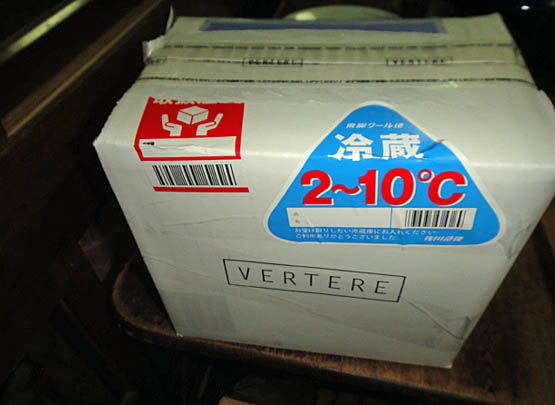 VERTERE
VERTERE
飛脚クール便
冷蔵
2~10℃
お受け取りしだい冷蔵庫にお入れください
ご利用ありがとうございました
佐川急便
VERTERE